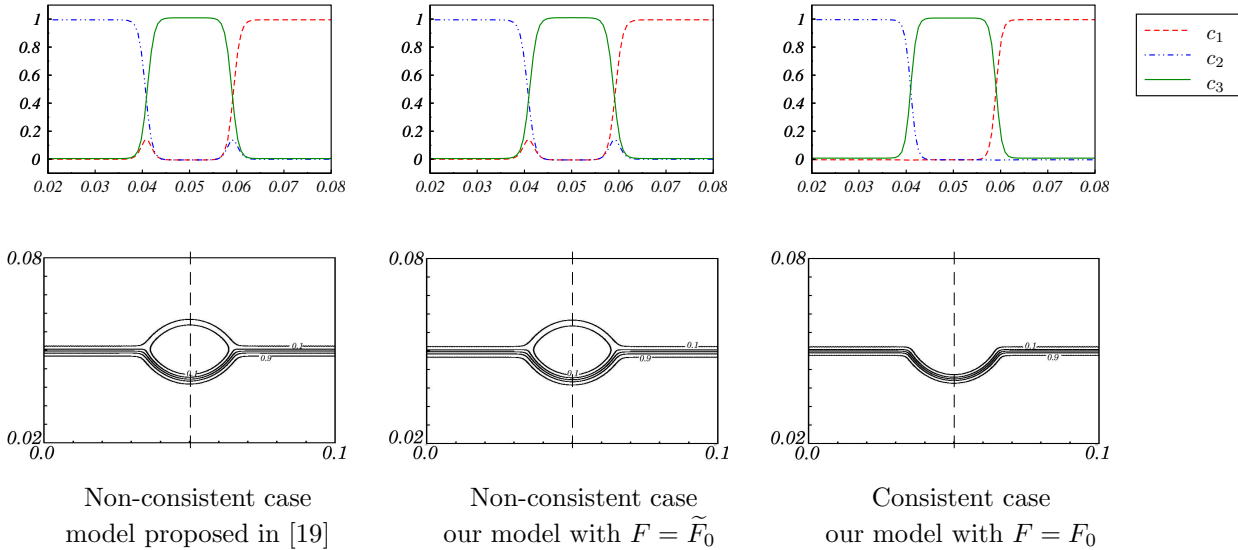 1
0.8
0.6
0.4
0.2
0
0.02 0.03 0.04 0.05 0.06 0.07 0.08
1
0.8
0.6
0.4
0.2
0
0.02 0.03 0.04 0.05 0.06 0.07 0.08
1
0.8
0.6
0.4
0.2
0
0.02 0.03 0.04 0.05 0.06 0.07 0.08
c₁
c₂
c₃
0.08
0.02
0.0 0.1
0.1
0.9
0.1
0.08
0.02
0.0 0.1
0.1
0.9
0.1
0.08
0.02
0.0 0.1
0.1
0.9
Non-consistent case
model proposed in [19]
Non-consistent case
our model with F = F̃₀
Consistent case
our model with F = F₀